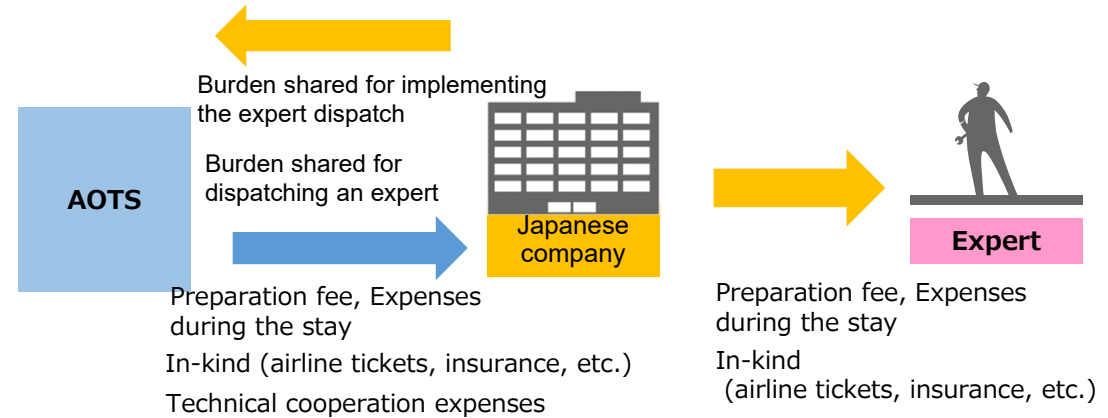 Burden shared for implementing
the expert dispatch
Burden shared for
dispatching an expert
AOTS
Japanese
company
Expert
Preparation fee, Expenses
during the stay
In-kind (airline tickets, insurance, etc.)
Technical cooperation expenses
Preparation fee, Expenses
during the stay
In-kind
(airline tickets, insurance, etc.)